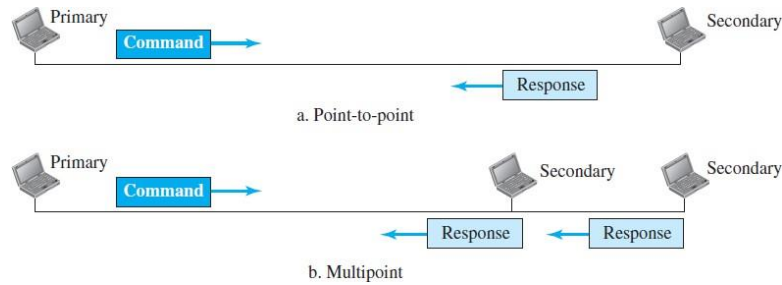 Primary
Secondary
Command
Response
a. Point-to-point
Primary
Secondary
Secondary
Command
Response
Response
b. Multipoint